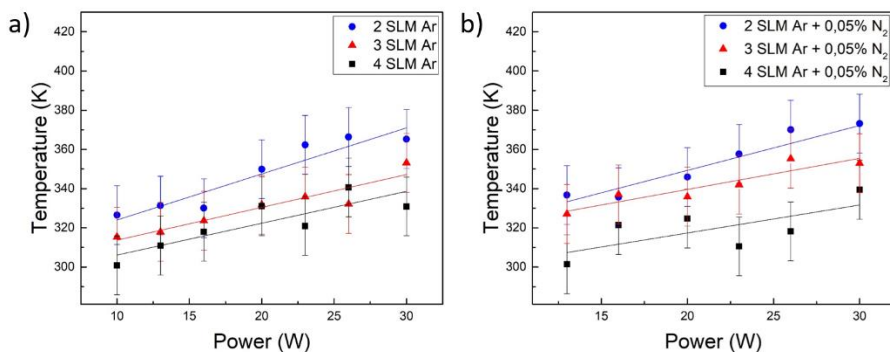 a)
2 SLM Ar
3 SLM Ar
4 SLM Ar
420
400
380
360
340
320
300
Temperature (K)
10
15
20
25
30
Power (W)
b)
2 SLM Ar + 0,05% N₂
3 SLM Ar + 0,05% N₂
4 SLM Ar + 0,05% N₂
420
400
380
360
340
320
300
Temperature (K)
15
20
25
30
Power (W)